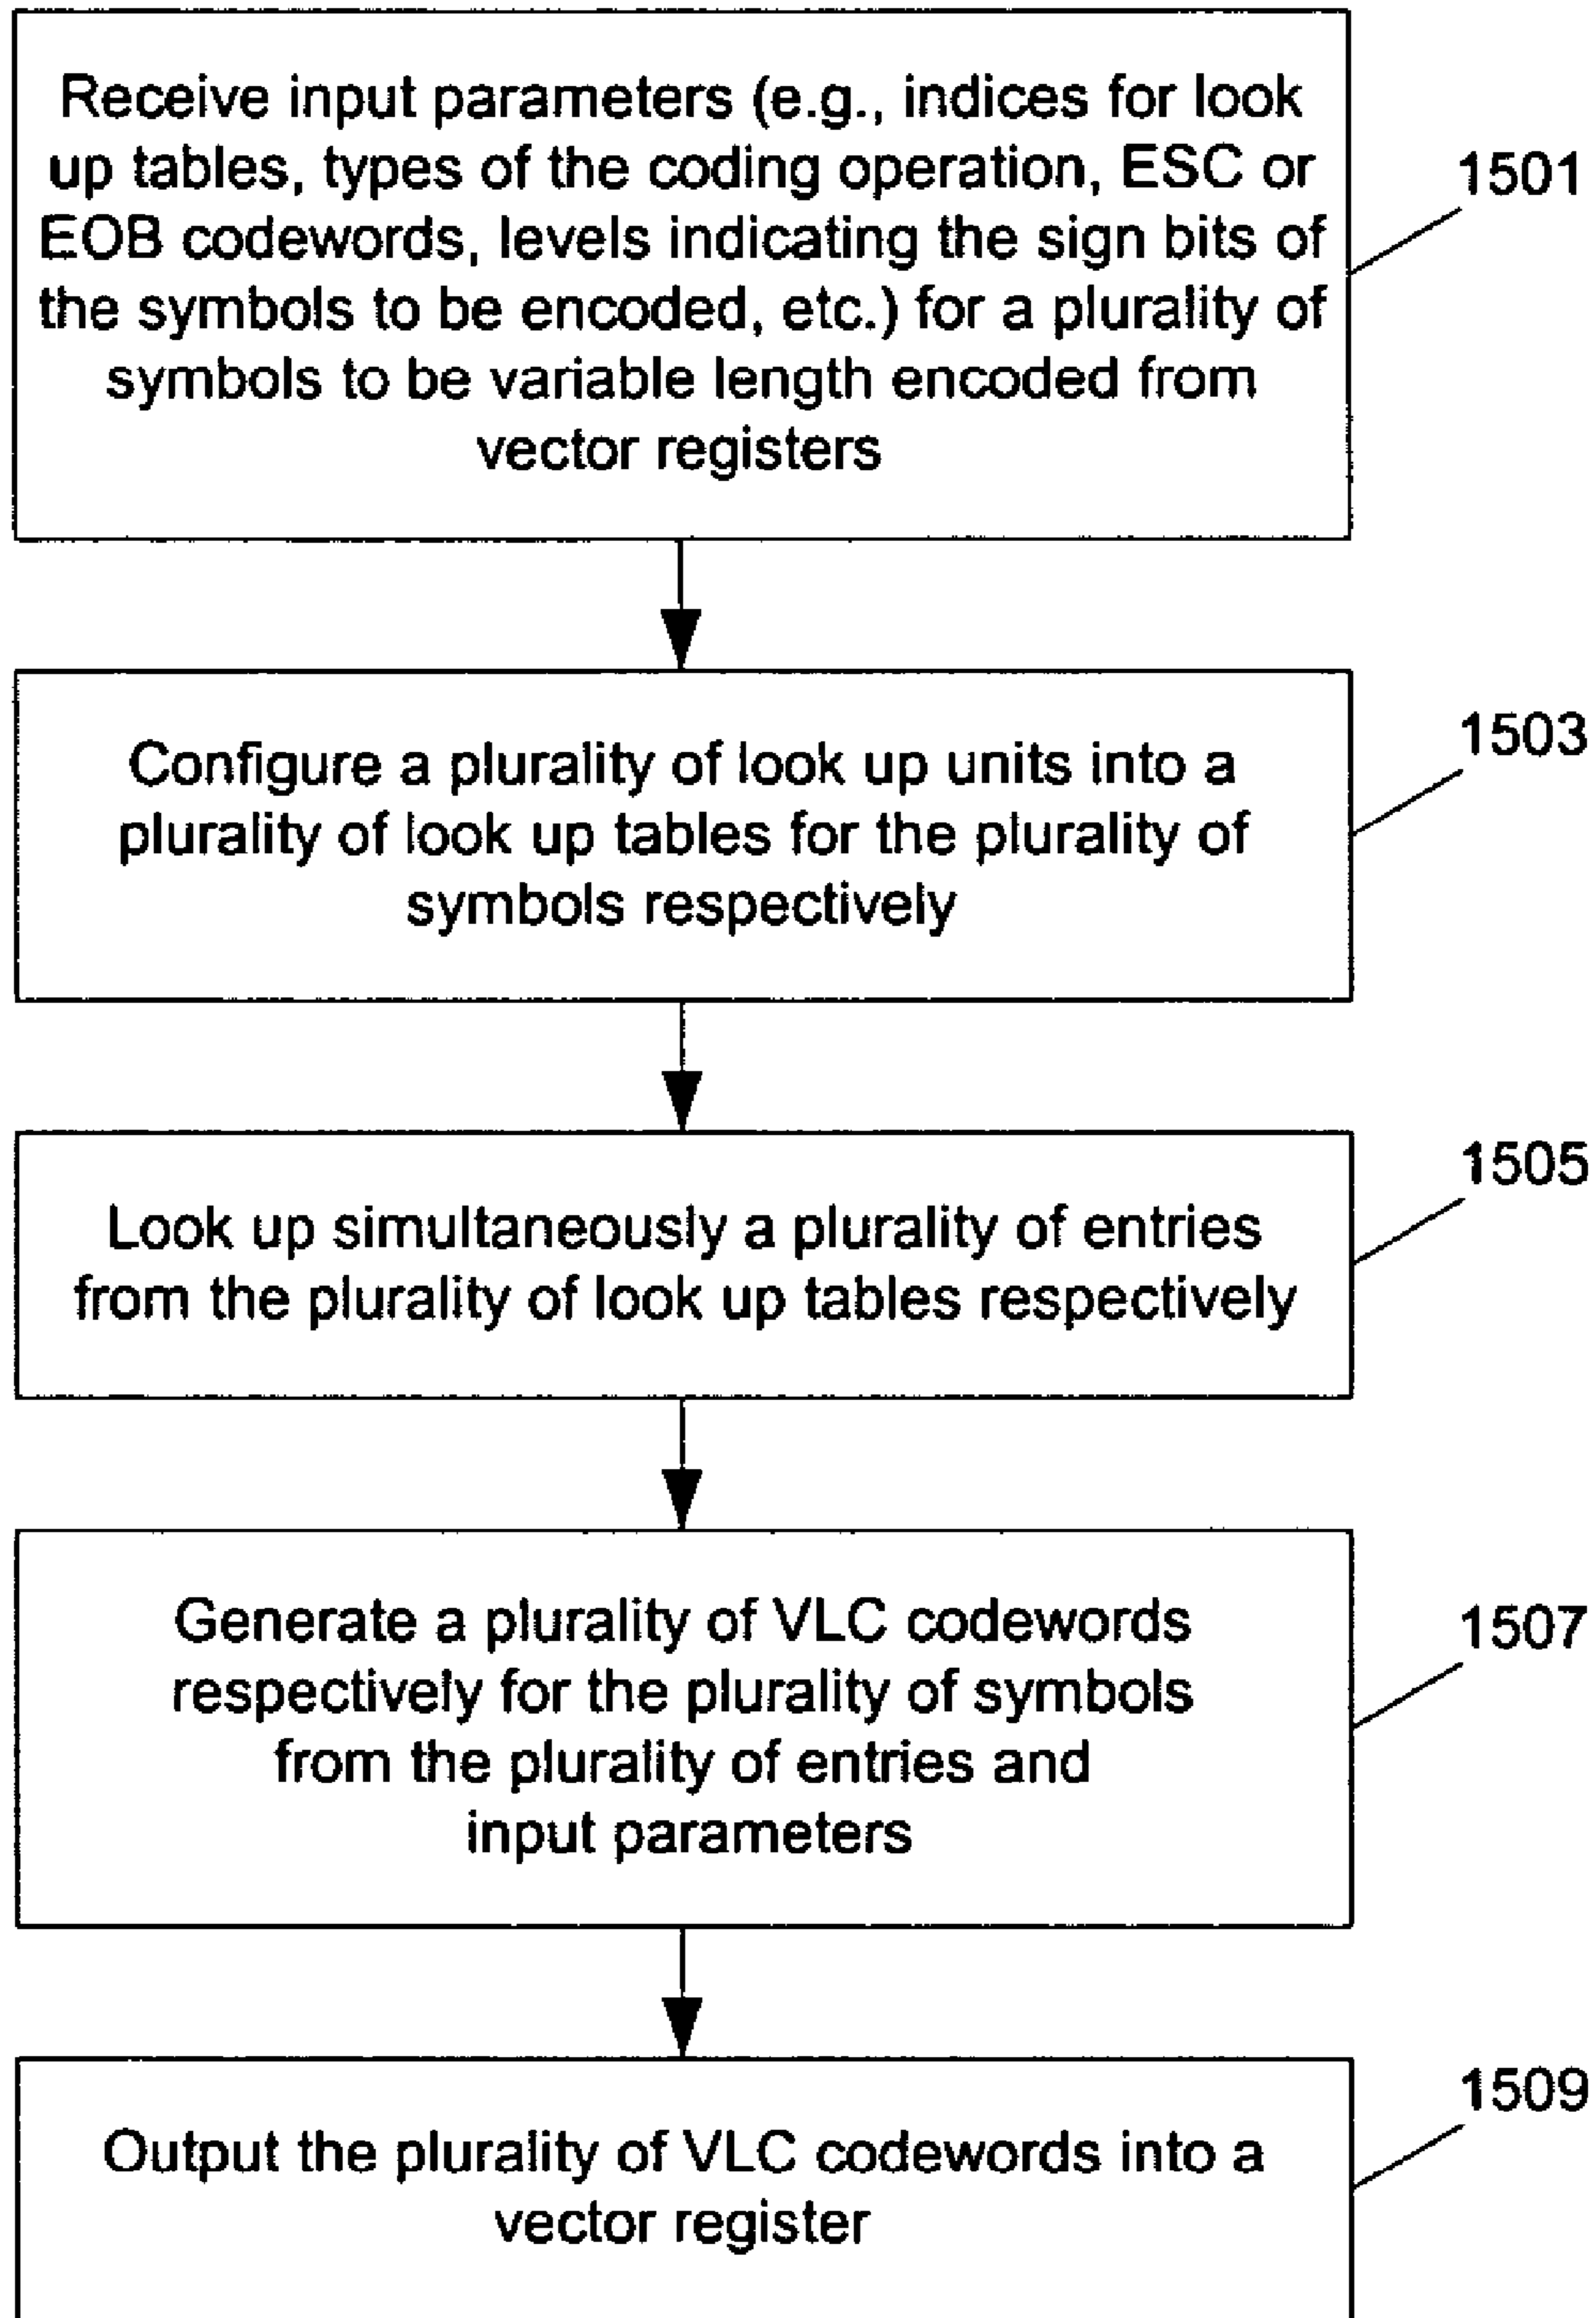 Receive input parameters (e.g., indices for look
up tables, types of the coding operation, ESC or
EOB codewords, levels indicating the sign bits of
the symbols to be encoded, etc.) for a plurality of
symbols to be variable length encoded from
vector registers
1501
Configure a plurality of look up units into a
plurality of look up tables for the plurality of
symbols respectively
1503
Look up simultaneously a plurality of entries
from the plurality of look up tables respectively
1505
Generate a plurality of VLC codewords
respectively for the plurality of symbols
from the plurality of entries and
input parameters
1507
Output the plurality of VLC codewords into a
vector register
1509